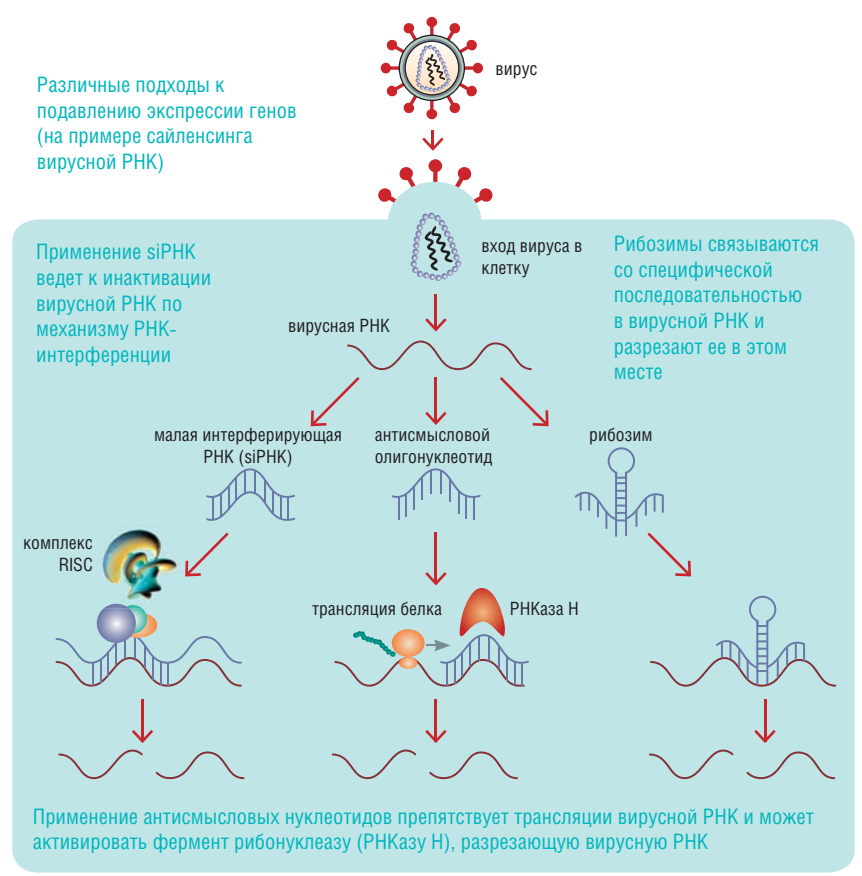 вирус
Различные подходы к
подавлению экспрессии генов
(на примере сайленсинга
вирусной РНК)
Применение siРНК
ведет к инактивации
вирусной РНК по
механизму РНК-
интерференции
вход вируса в
клетку
Рибозимы связываются
со специфической
последовательностью
в вирусной РНК и
разрезают ее в этом
месте
вирусная РНК
малая интерферирующая
РНК (siРНК)
антисмысловой
олигонуклеотид
рибозим
комплекс
RISC
трансляция белка
РНКаза Н
Применение антисмысловых нуклеотидов препятствует трансляции вирусной РНК и может
активировать фермент рибонуклеазу (РНКазу Н), разрезающую вирусную РНК